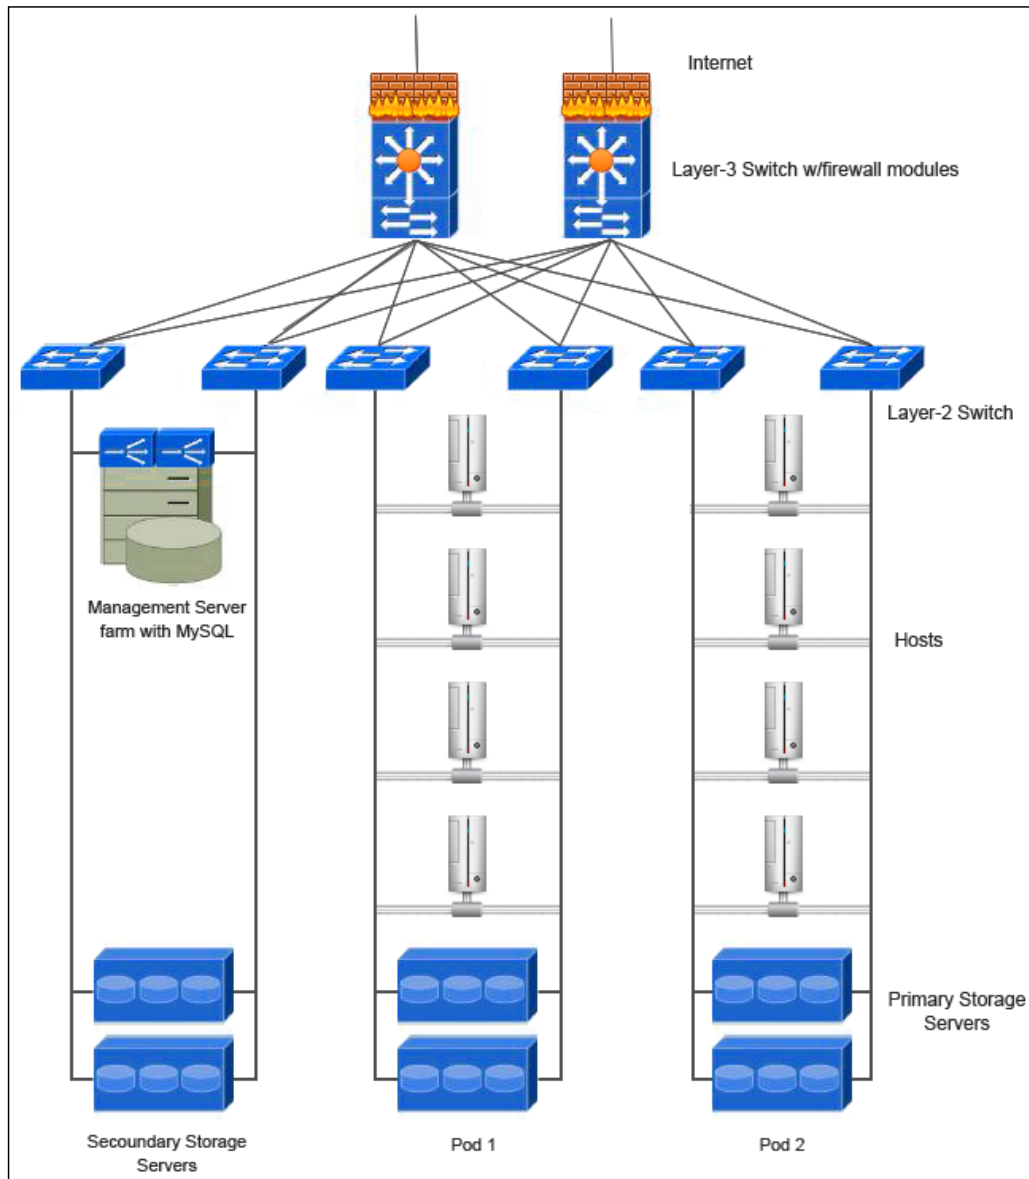 Internet
Layer-3 Switch w/firewall modules
Layer-2 Switch
Management Server
farm with MySQL
Hosts
Primary Storage
Servers
Secoundary Storage
Servers
Pod 1
Pod 2